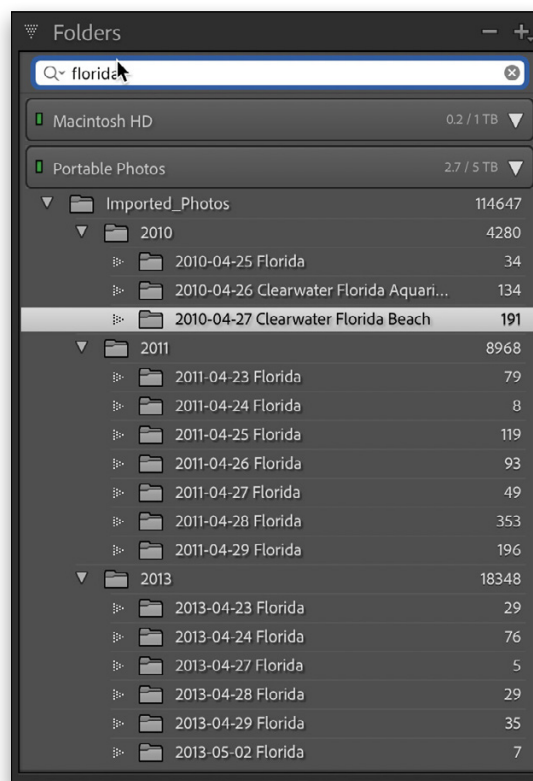 Folders
florida
Macintosh HD 0.2 / 1 TB
Portable Photos 2.7 / 5 TB
Imported_Photos 114647
2010 4280
2010-04-25 Florida 34
2010-04-26 Clearwater Florida Aquari... 134
2010-04-27 Clearwater Florida Beach 191
2011 8968
2011-04-23 Florida 79
2011-04-24 Florida 8
2011-04-25 Florida 119
2011-04-26 Florida 93
2011-04-27 Florida 49
2011-04-28 Florida 353
2011-04-29 Florida 196
2013 18348
2013-04-23 Florida 29
2013-04-24 Florida 76
2013-04-27 Florida 5
2013-04-28 Florida 29
2013-04-29 Florida 35
2013-05-02 Florida 7